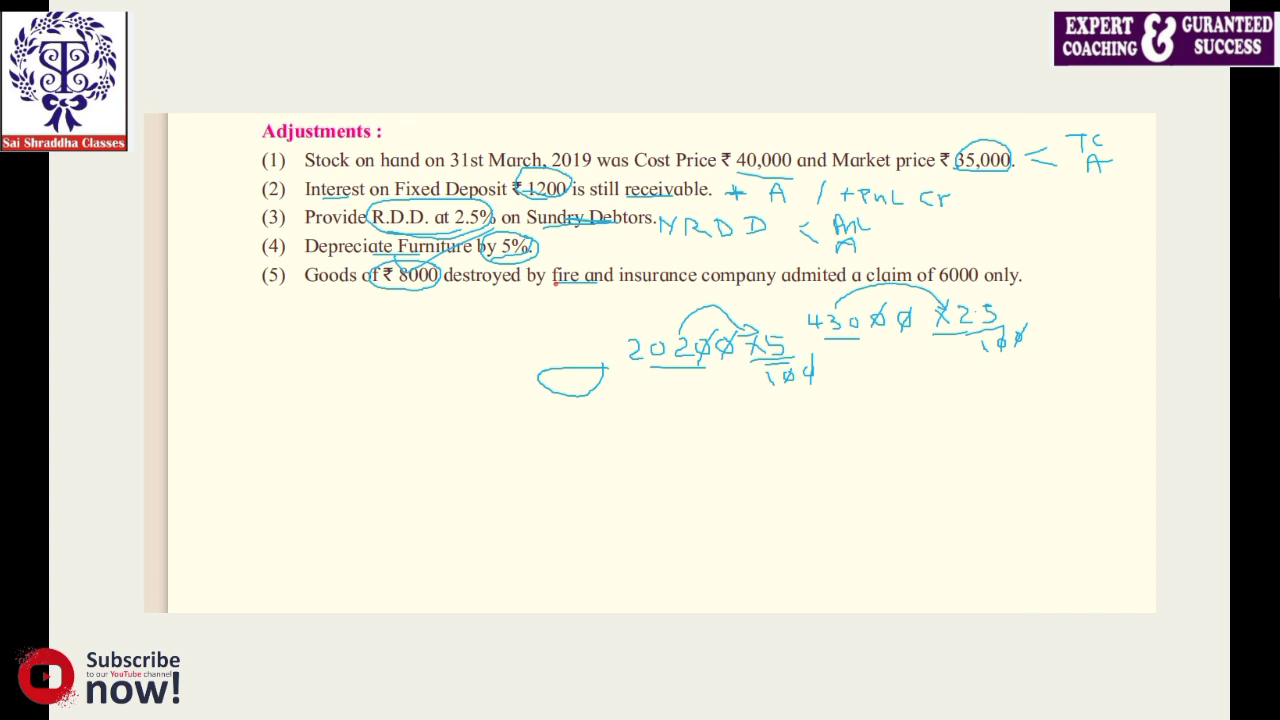 Sai Shraddha Classes
EXPERT COACHING & GURANTEED SUCCESS
Adjustments :
(1) Stock on hand on 31st March, 2019 was Cost Price ₹ 40,000 and Market price ₹ 35,000. < TC A
(2) Interest on Fixed Deposit ₹ 1200 is still receivable. + A / + PnL Cr
(3) Provide R.D.D. at 2.5% on Sundry Debtors. NRDD < PnL A
(4) Depreciate Furniture by 5%.
(5) Goods of ₹ 8000 destroyed by fire and insurance company admited a claim of 6000 only.
43000 × 2.5
100
20200 × 5
100
Subscribe
to our YouTube channel
now!